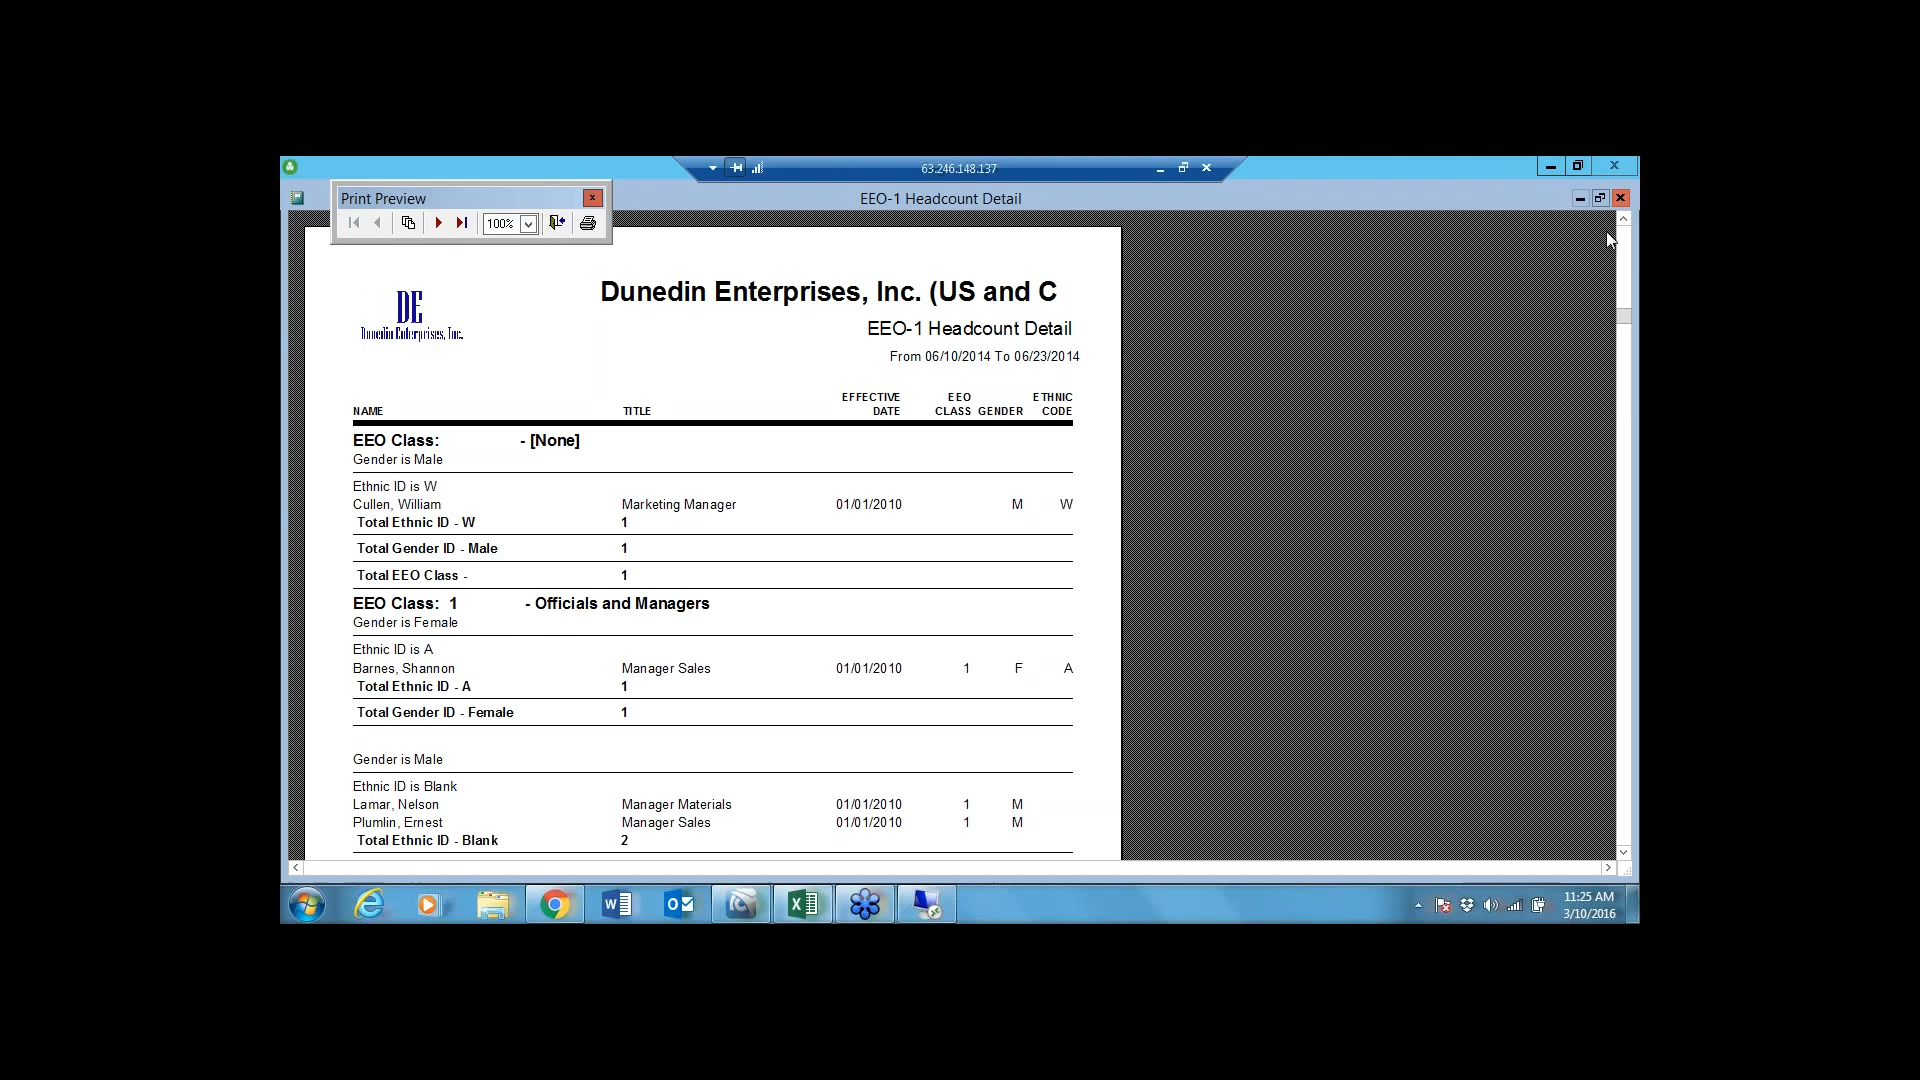 63.246.148.137
Print Preview
EEO-1 Headcount Detail
100%
DE
Dunedin Enterprises, Inc.
Dunedin Enterprises, Inc. (US and C
EEO-1 Headcount Detail
From 06/10/2014 To 06/23/2014
EFFECTIVE EEO ETHNIC
NAME TITLE DATE CLASS GENDER CODE
EEO Class: - [None]
Gender is Male
Ethnic ID is W
Cullen, William Marketing Manager 01/01/2010 M W
Total Ethnic ID - W 1
Total Gender ID - Male 1
Total EEO Class - 1
EEO Class: 1 - Officials and Managers
Gender is Female
Ethnic ID is A
Barnes, Shannon Manager Sales 01/01/2010 1 F A
Total Ethnic ID - A 1
Total Gender ID - Female 1
Gender is Male
Ethnic ID is Blank
Lamar, Nelson Manager Materials 01/01/2010 1 M
Plumlin, Ernest Manager Sales 01/01/2010 1 M
Total Ethnic ID - Blank 2
11:25 AM
3/10/2016